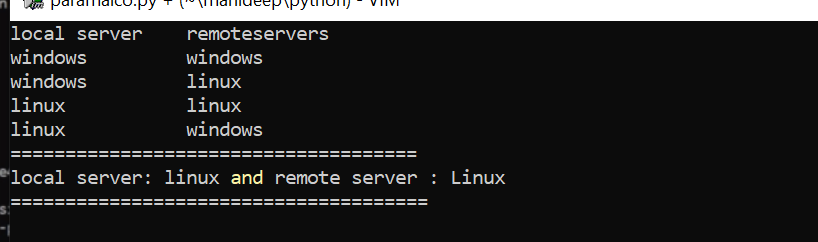 paramaico.py + (~\manideep\python) - VIM
local server    remoteservers
windows         windows
windows         linux
linux           linux
linux           windows
=====================================
local server: linux and remote server : Linux
======================================